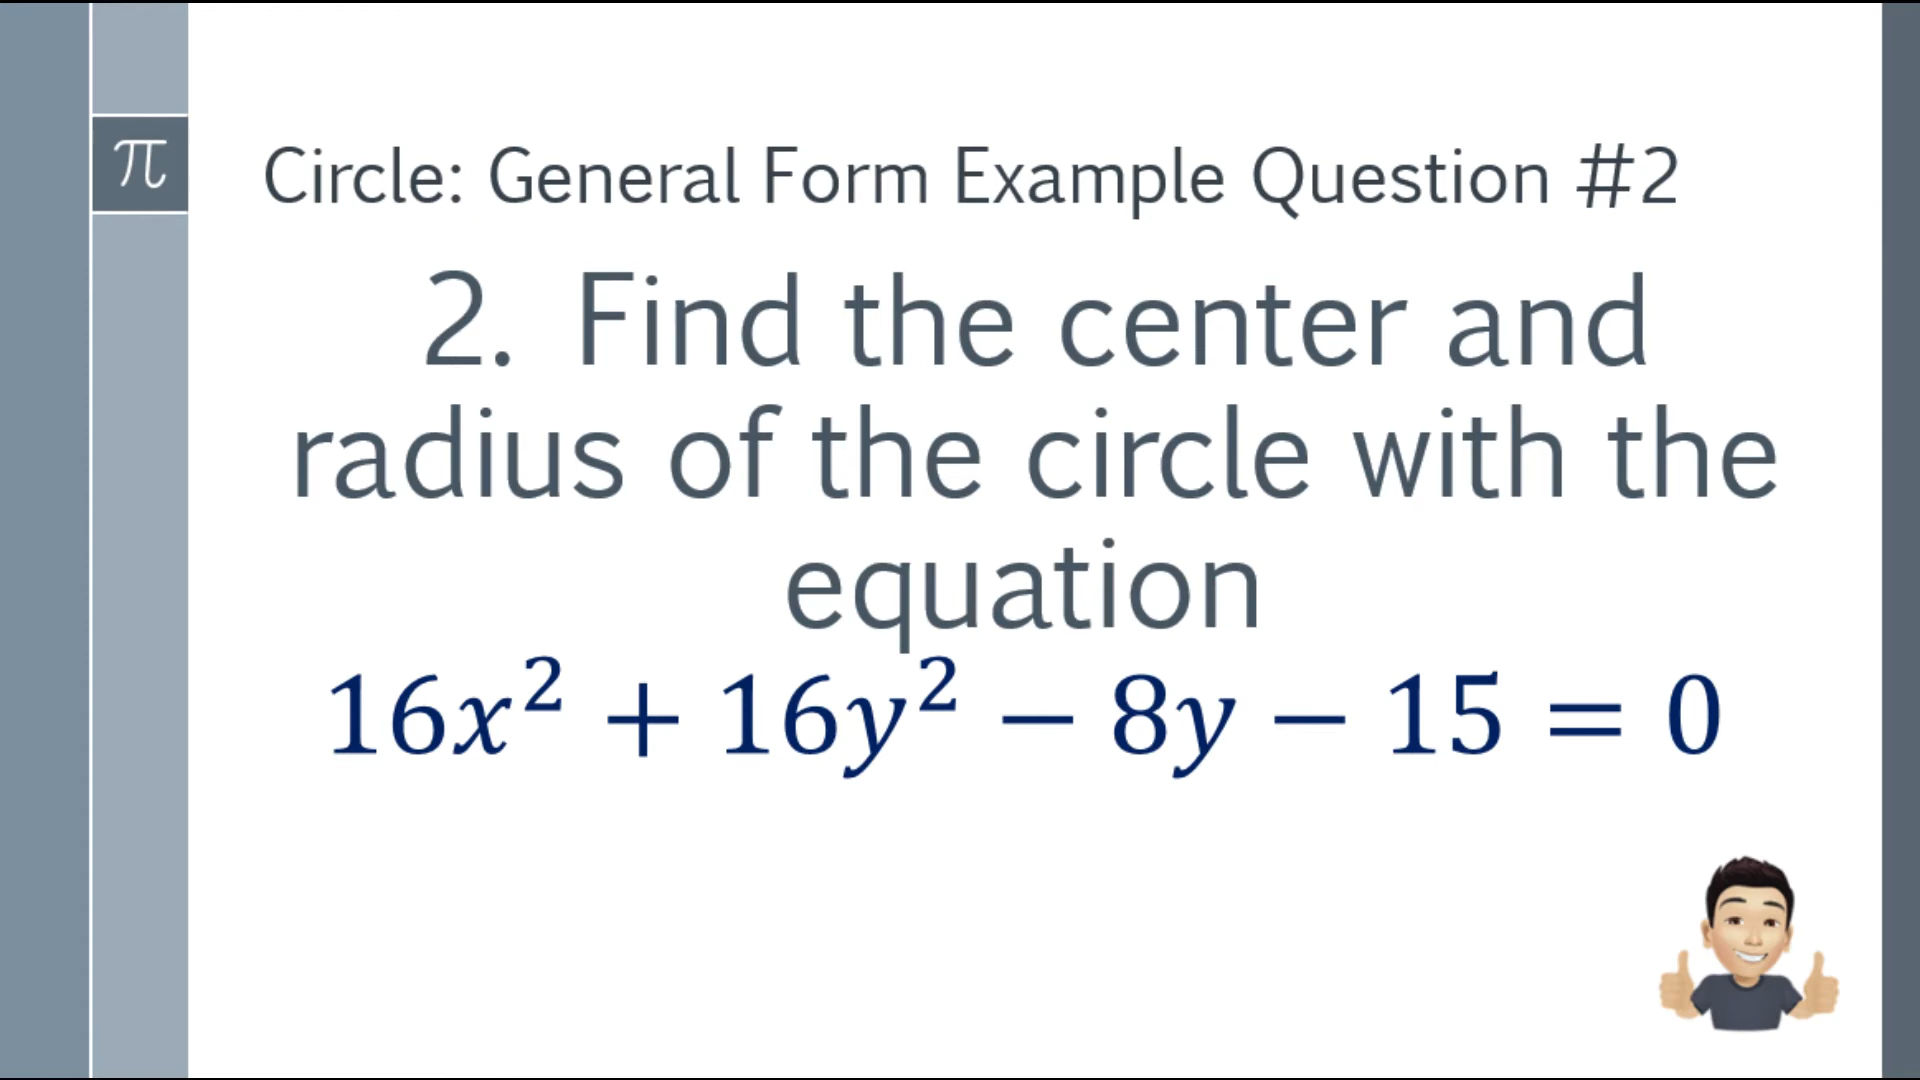 π
Circle: General Form Example Question #2
2. Find the center and
radius of the circle with the
equation
16x² + 16y² − 8y − 15 = 0